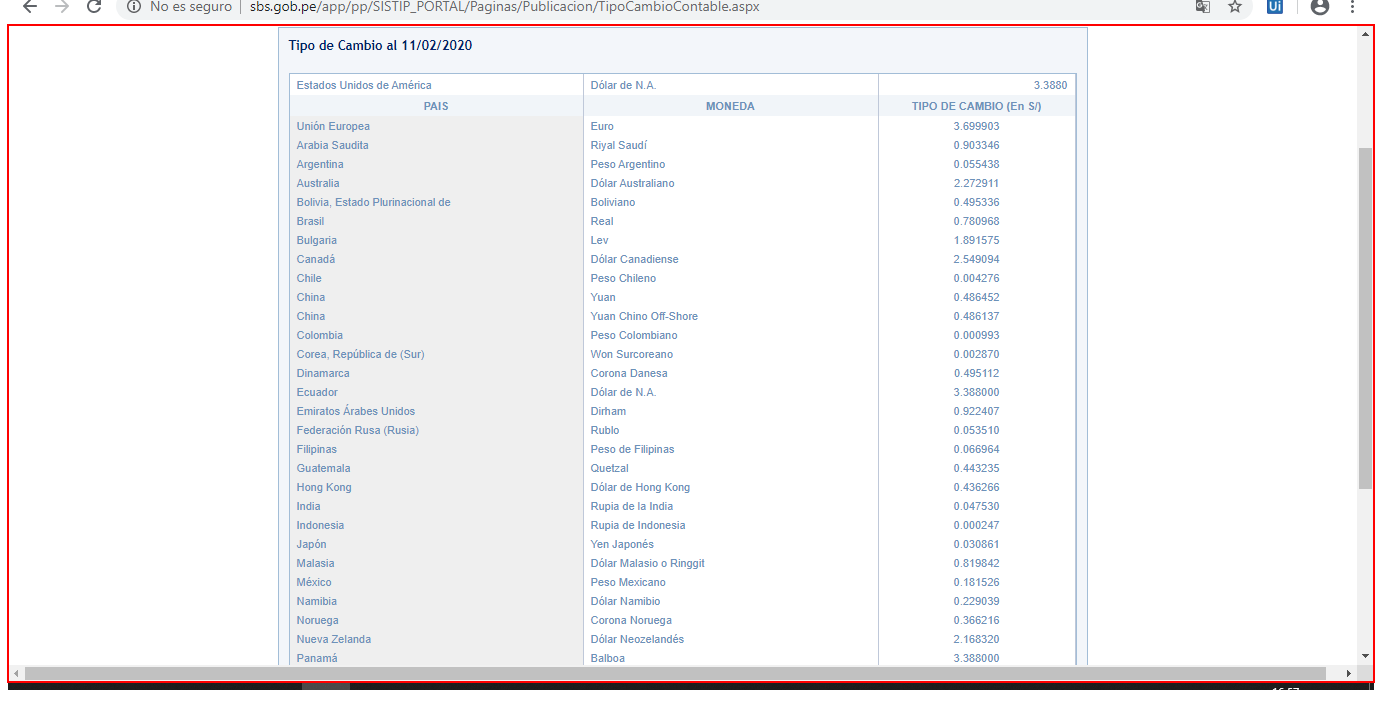 No es seguro | sbs.gob.pe/app/pp/SISTIP_PORTAL/Paginas/Publicacion/TipoCambioContable.aspx
Ui
Tipo de Cambio al 11/02/2020
Estados Unidos de América Dólar de N.A. 3.3880
PAIS MONEDA TIPO DE CAMBIO (En S/)
Unión Europea Euro 3.699903
Arabia Saudita Riyal Saudí 0.903346
Argentina Peso Argentino 0.055438
Australia Dólar Australiano 2.272911
Bolivia, Estado Plurinacional de Boliviano 0.495336
Brasil Real 0.780968
Bulgaria Lev 1.891575
Canadá Dólar Canadiense 2.549094
Chile Peso Chileno 0.004276
China Yuan 0.486452
China Yuan Chino Off-Shore 0.486137
Colombia Peso Colombiano 0.000993
Corea, República de (Sur) Won Surcoreano 0.002870
Dinamarca Corona Danesa 0.495112
Ecuador Dólar de N.A. 3.388000
Emiratos Árabes Unidos Dirham 0.922407
Federación Rusa (Rusia) Rublo 0.053510
Filipinas Peso de Filipinas 0.066964
Guatemala Quetzal 0.443235
Hong Kong Dólar de Hong Kong 0.436266
India Rupia de la India 0.047530
Indonesia Rupia de Indonesia 0.000247
Japón Yen Japonés 0.030861
Malasia Dólar Malasio o Ringgit 0.819842
México Peso Mexicano 0.181526
Namibia Dólar Namibio 0.229039
Noruega Corona Noruega 0.366216
Nueva Zelanda Dólar Neozelandés 2.168320
Panamá Balboa 3.388000